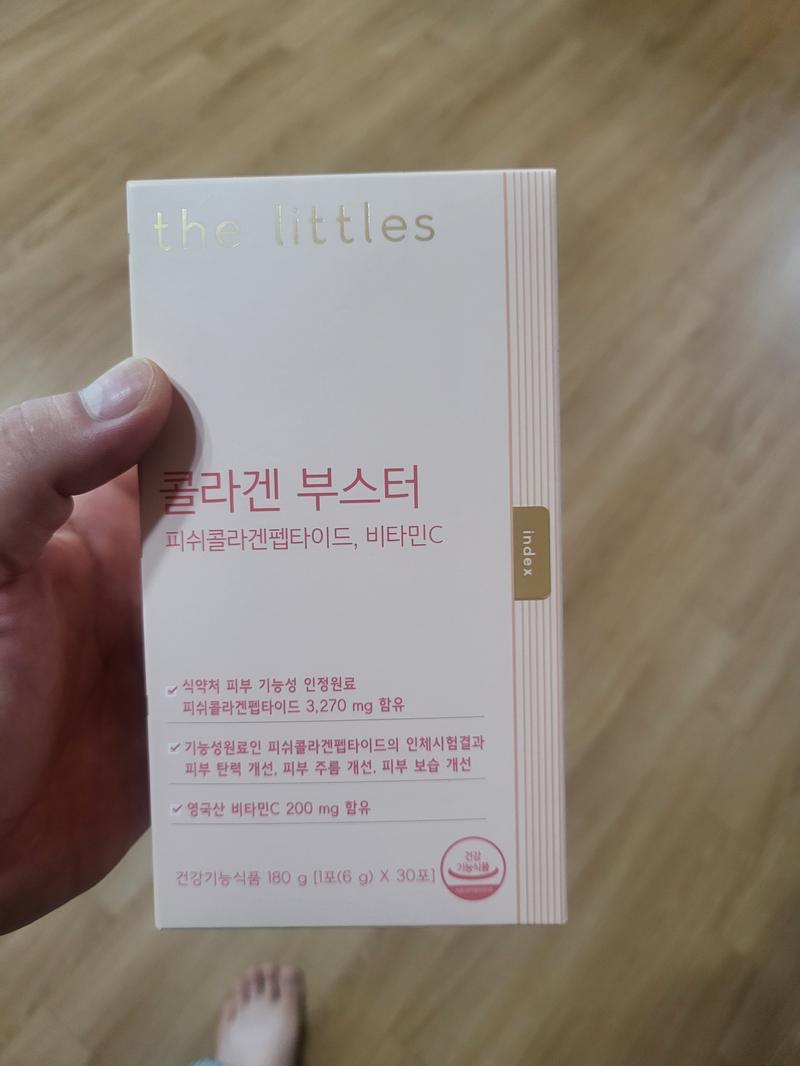 the littles
콜라겐 부스터
피쉬콜라겐펩타이드, 비타민C
index
식약처 피부 기능성 인정원료
피쉬콜라겐펩타이드 3,270 mg 함유
기능성원료인 피쉬콜라겐펩타이드의 인체시험결과
피부 탄력 개선, 피부 주름 개선, 피부 보습 개선
영국산 비타민C 200 mg 함유
건강기능식품 180 g [1포(6 g) X 30포]
건강
기능식품